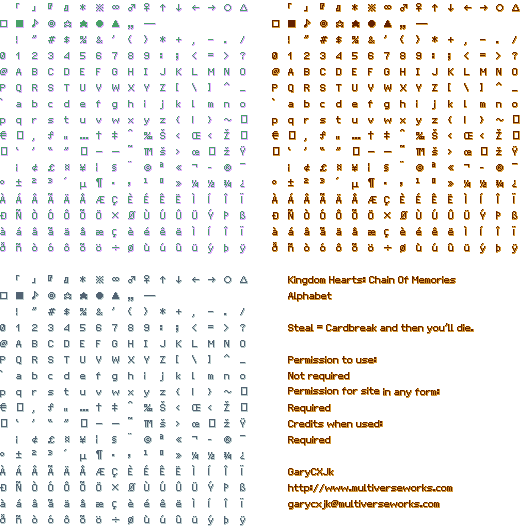 「 」 『 』 * ※ ∞ ♂ ♀ ↑ ↓ ← → ○ △
□ ■ ♪ ◎ ☆ ★ ● ▲ „ —
! " # $ % & ' ( ) * + , - . /
0 1 2 3 4 5 6 7 8 9 : ; < = > ?
@ A B C D E F G H I J K L M N O
P Q R S T U V W X Y Z [ \ ] ^ _
` a b c d e f g h i j k l m n o
p q r s t u v w x y z { | } ~ □
€ □ ‚ ƒ „ … † ‡ ˆ ‰ Š ‹ Œ ‹ Ž □
□ ‘ ’ “ ” □ – — ˜ ™ š › œ □ ž Ÿ
¡ ¢ £ ¤ ¥ ¦ § ¨ © ª « ¬ - ® ¯
° ± ² ³ ´ µ ¶ • ¸ ¹ º » ¼ ½ ¾ ¿
À Á Â Ã Ä Å Æ Ç È É Ê Ë Ì Í Î Ï
Ð Ñ Ò Ó Ô Õ Ö × Ø Ù Ú Û Ü Ý Þ ß
à á â ã ä å æ ç è é ê ë ì í î ï
ð ñ ò ó ô õ ö ÷ ø ù ú û ü ý þ ÿ
「 」 『 』 * ※ ∞ ♂ ♀ ↑ ↓ ← → ○ △
□ ■ ♪ ◎ ☆ ★ ● ▲ „ —
! " # $ % & ' ( ) * + , - . /
0 1 2 3 4 5 6 7 8 9 : ; < = > ?
@ A B C D E F G H I J K L M N O
P Q R S T U V W X Y Z [ \ ] ^ _
` a b c d e f g h i j k l m n o
p q r s t u v w x y z { | } ~ □
€ □ ‚ ƒ „ … † ‡ ˆ ‰ Š ‹ Œ ‹ Ž □
□ ‘ ’ “ ” □ – — ˜ ™ š › œ □ ž Ÿ
¡ ¢ £ ¤ ¥ ¦ § ¨ © ª « ¬ - ® ¯
° ± ² ³ ´ µ ¶ • ¸ ¹ º » ¼ ½ ¾ ¿
À Á Â Ã Ä Å Æ Ç È É Ê Ë Ì Í Î Ï
Ð Ñ Ò Ó Ô Õ Ö × Ø Ù Ú Û Ü Ý Þ ß
à á â ã ä å æ ç è é ê ë ì í î ï
ð ñ ò ó ô õ ö ÷ ø ù ú û ü ý þ ÿ
「 」 『 』 * ※ ∞ ♂ ♀ ↑ ↓ ← → ○ △
□ ■ ♪ ◎ ☆ ★ ● ▲ „ —
! " # $ % & ' ( ) * + , - . /
0 1 2 3 4 5 6 7 8 9 : ; < = > ?
@ A B C D E F G H I J K L M N O
P Q R S T U V W X Y Z [ \ ] ^ _
` a b c d e f g h i j k l m n o
p q r s t u v w x y z { | } ~ □
€ □ ‚ ƒ „ … † ‡ ˆ ‰ Š ‹ Œ ‹ Ž □
□ ‘ ’ “ ” □ – — ˜ ™ š › œ □ ž Ÿ
¡ ¢ £ ¤ ¥ ¦ § ¨ © ª « ¬ - ® ¯
° ± ² ³ ´ µ ¶ • ¸ ¹ º » ¼ ½ ¾ ¿
À Á Â Ã Ä Å Æ Ç È É Ê Ë Ì Í Î Ï
Ð Ñ Ò Ó Ô Õ Ö × Ø Ù Ú Û Ü Ý Þ ß
à á â ã ä å æ ç è é ê ë ì í î ï
ð ñ ò ó ô õ ö ÷ ø ù ú û ü ý þ ÿ
Kingdom Hearts: Chain Of Memories
Alphabet
Steal = Cardbreak and then you'll die.
Permission to use:
Not required
Permission for site in any form:
Required
Credits when used:
Required
GaryCXJk
http://www.multiverseworks.com
garycxjk@multiverseworks.com